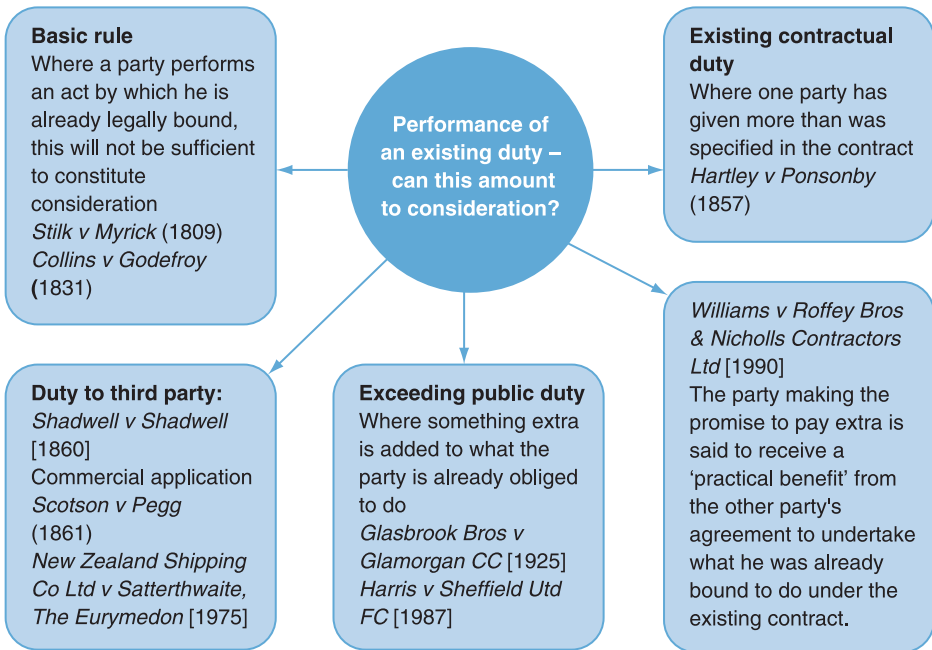 Performance of
an existing duty –
can this amount
to consideration?
Basic rule
Where a party performs
an act by which he is
already legally bound,
this will not be sufficient
to constitute
consideration
Stilk v Myrick (1809)
Collins v Godefroy
(1831)
Existing contractual
duty
Where one party has
given more than was
specified in the contract
Hartley v Ponsonby
(1857)
Duty to third party:
Shadwell v Shadwell
[1860]
Commercial application
Scotson v Pegg
(1861)
New Zealand Shipping
Co Ltd v Satterthwaite,
The Eurymedon [1975]
Exceeding public duty
Where something extra
is added to what the
party is already obliged
to do
Glasbrook Bros v
Glamorgan CC [1925]
Harris v Sheffield Utd
FC [1987]
Williams v Roffey Bros
& Nicholls Contractors
Ltd [1990]
The party making the
promise to pay extra is
said to receive a
‘practical benefit’ from
the other party's
agreement to undertake
what he was already
bound to do under the
existing contract.